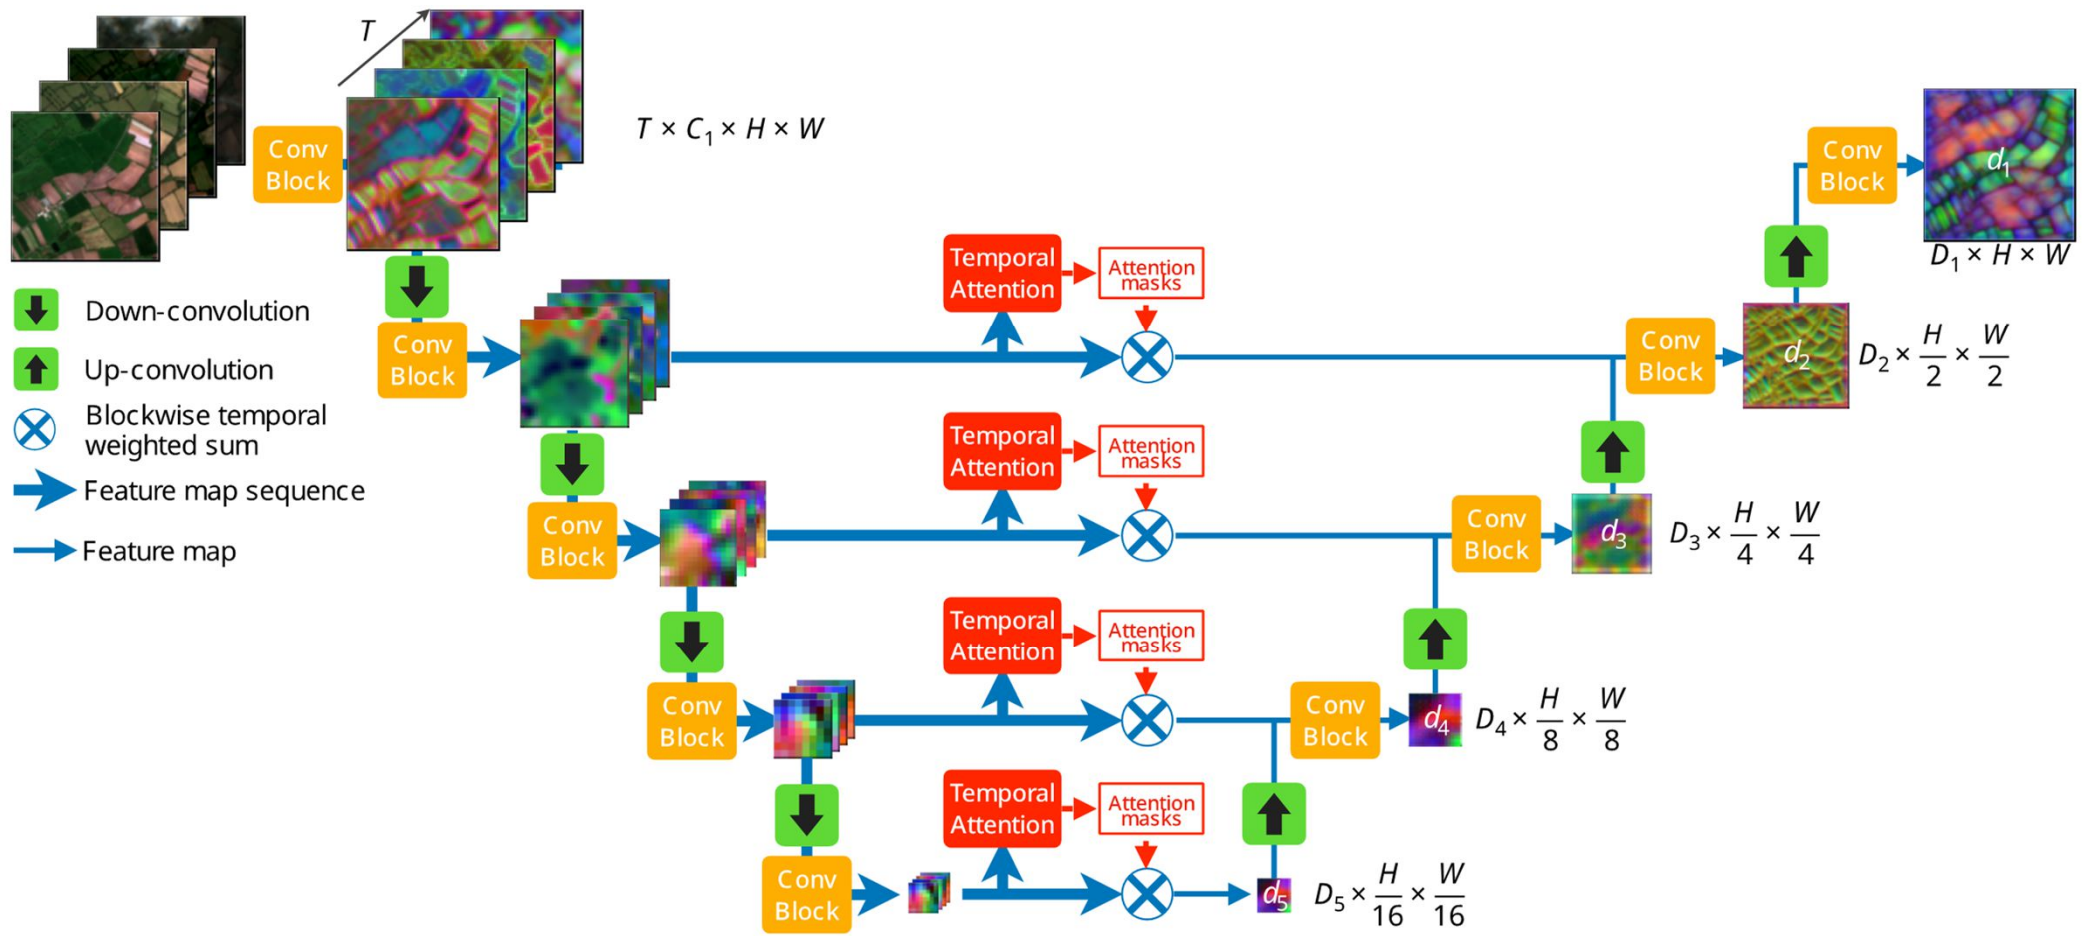 T
Conv
Block
T × C₁ × H × W
Conv
Block
d₁
D₁ × H × W
Down-convolution
Up-convolution
Blockwise temporal
weighted sum
Feature map sequence
Feature map
Conv
Block
Temporal
Attention
Attention
masks
Conv
Block
d₂
D₂ × H/2 × W/2
Conv
Block
Temporal
Attention
Attention
masks
Conv
Block
d₃
D₃ × H/4 × W/4
Conv
Block
Temporal
Attention
Attention
masks
Conv
Block
d₄
D₄ × H/8 × W/8
Conv
Block
Temporal
Attention
Attention
masks
d₅
D₅ × H/16 × W/16